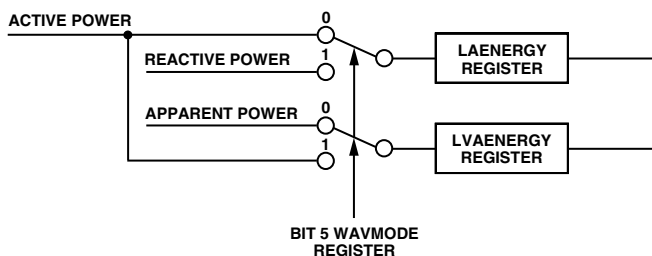 ACTIVE POWER
0
REACTIVE POWER
1
LAENERGY
REGISTER
APPARENT POWER
0
1
LVAENERGY
REGISTER
BIT 5 WAVMODE
REGISTER